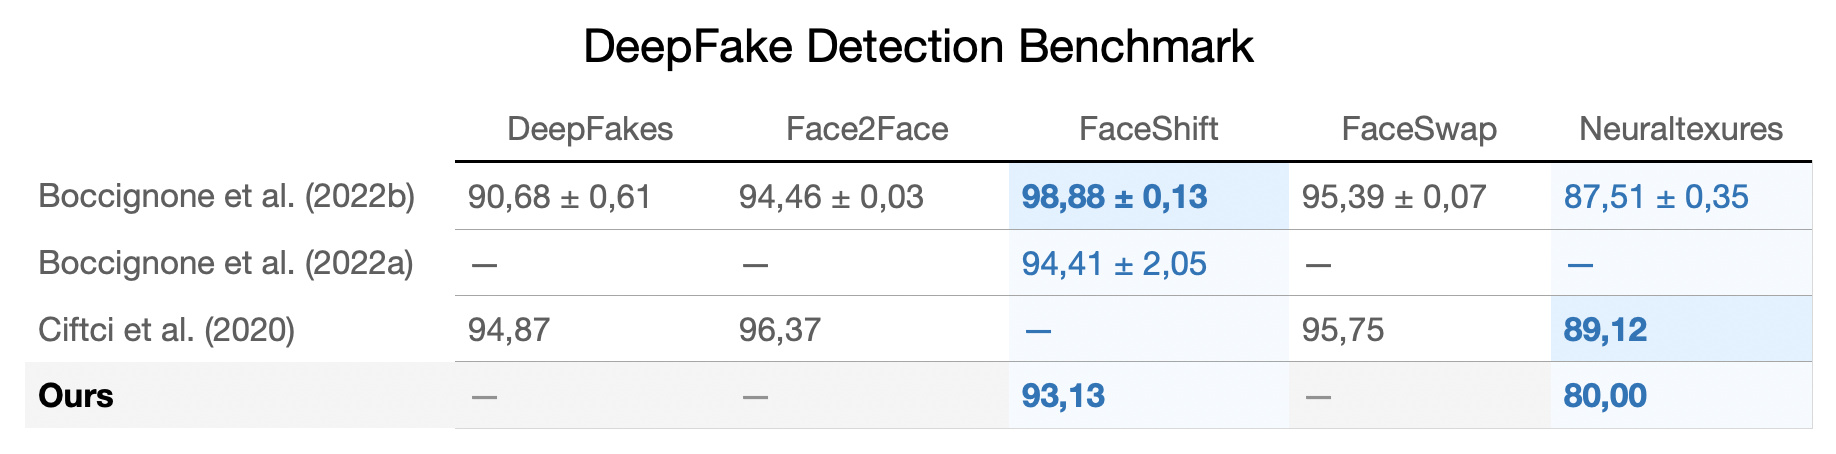 DeepFake Detection Benchmark
DeepFakes Face2Face FaceShift FaceSwap Neuraltexures
Boccignone et al. (2022b) 90,68 ± 0,61 94,46 ± 0,03 98,88 ± 0,13 95,39 ± 0,07 87,51 ± 0,35
Boccignone et al. (2022a) — — 94,41 ± 2,05 — —
Ciftci et al. (2020) 94,87 96,37 — 95,75 89,12
Ours — — 93,13 — 80,00